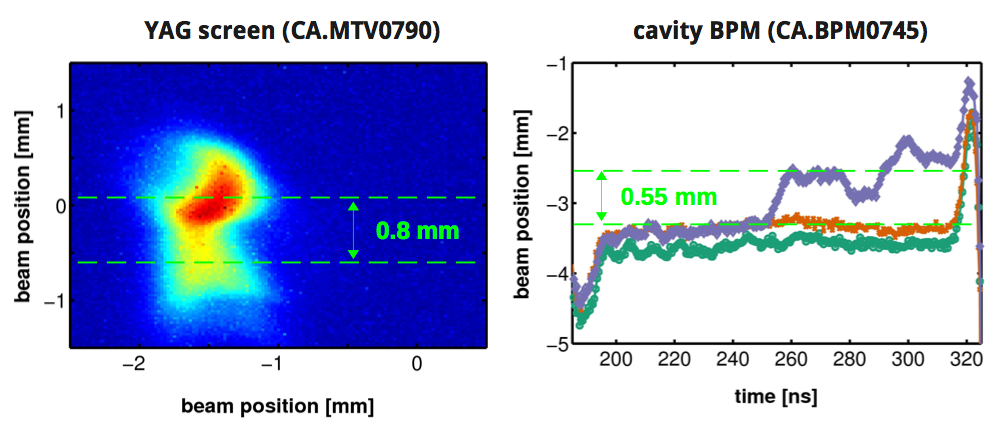 YAG screen (CA.MTV0790)
beam position [mm]
1
0
−1
0.8 mm
−2
−1
0
beam position [mm]
cavity BPM (CA.BPM0745)
beam position [mm]
−1
−2
−3
−4
−5
0.55 mm
200
220
240
260
280
300
320
time [ns]